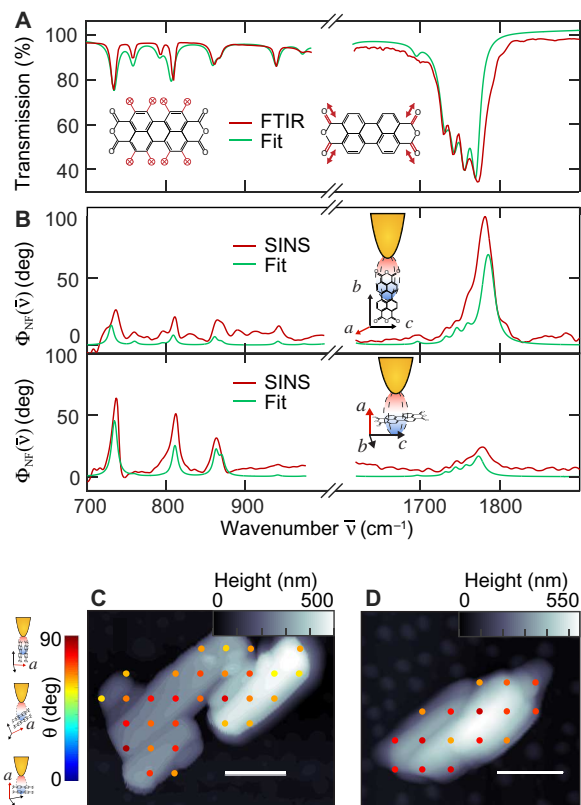 A
Transmission (%)
100
80
60
40
FTIR
Fit
B
Φ_NF(ν̄) (deg)
100
50
0
SINS
Fit
b
a
c
Φ_NF(ν̄) (deg)
100
50
0
SINS
Fit
a
b
c
700 800 900 1700 1800
Wavenumber ν̄ (cm⁻¹)
Height (nm)
0 500
C
Height (nm)
0 550
D
90
θ (deg)
0
a
a
a